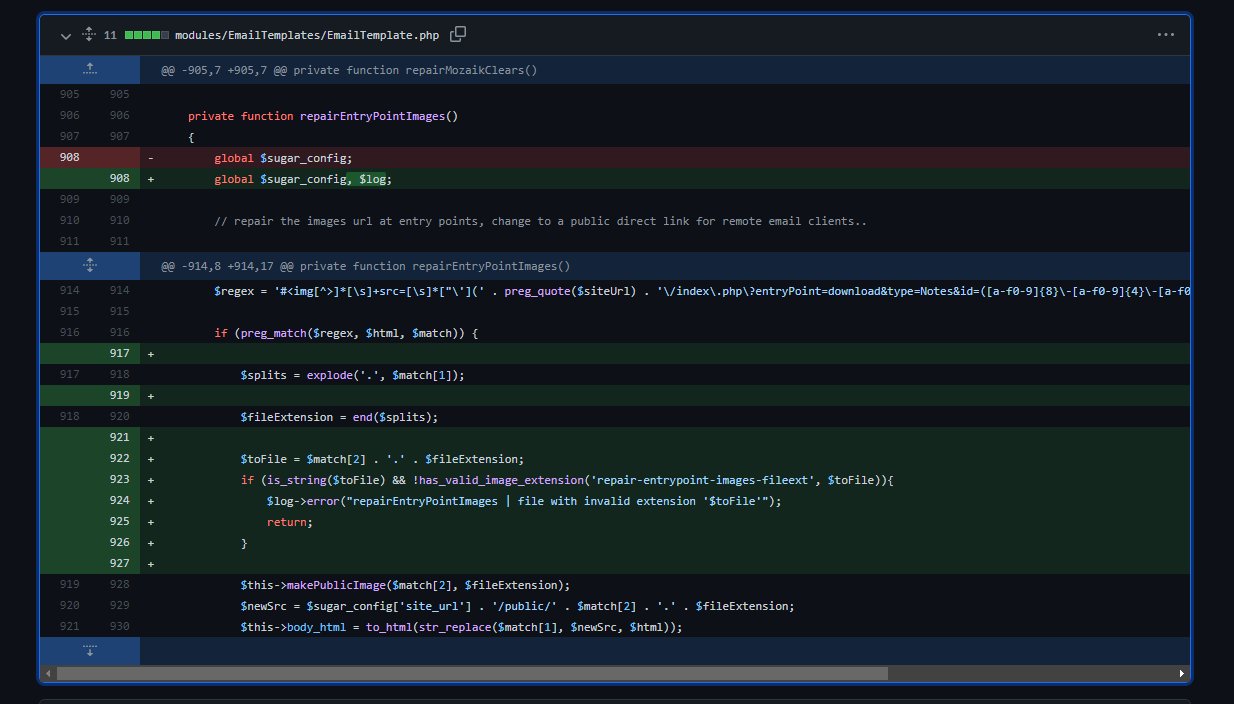 11 modules/EmailTemplates/EmailTemplate.php
@@ -905,7 +905,7 @@ private function repairMozaikClears()
905 905
906 906 private function repairEntryPointImages()
907 907 {
908 - global $sugar_config;
908 + global $sugar_config, $log;
909 909
910 910 // repair the images url at entry points, change to a public direct link for remote email clients..
911 911
@@ -914,8 +914,17 @@ private function repairEntryPointImages()
914 914 $regex = '#<img[^>]*[\s]+src=[\s]*["\'](' . preg_quote($siteUrl) . '\/index\.php\?entryPoint=download&type=Notes&id=([a-f0-9]{8}\-[a-f0-9]{4}\-[a-f0
915 915
916 916 if (preg_match($regex, $html, $match)) {
917 +
917 918 $splits = explode('.', $match[1]);
919 +
918 920 $fileExtension = end($splits);
921 +
922 + $toFile = $match[2] . '.' . $fileExtension;
923 + if (is_string($toFile) && !has_valid_image_extension('repair-entrypoint-images-fileext', $toFile)){
924 + $log->error("repairEntryPointImages | file with invalid extension '$toFile'");
925 + return;
926 + }
927 +
919 928 $this->makePublicImage($match[2], $fileExtension);
920 929 $newSrc = $sugar_config['site_url'] . '/public/' . $match[2] . '.' . $fileExtension;
921 930 $this->body_html = to_html(str_replace($match[1], $newSrc, $html));